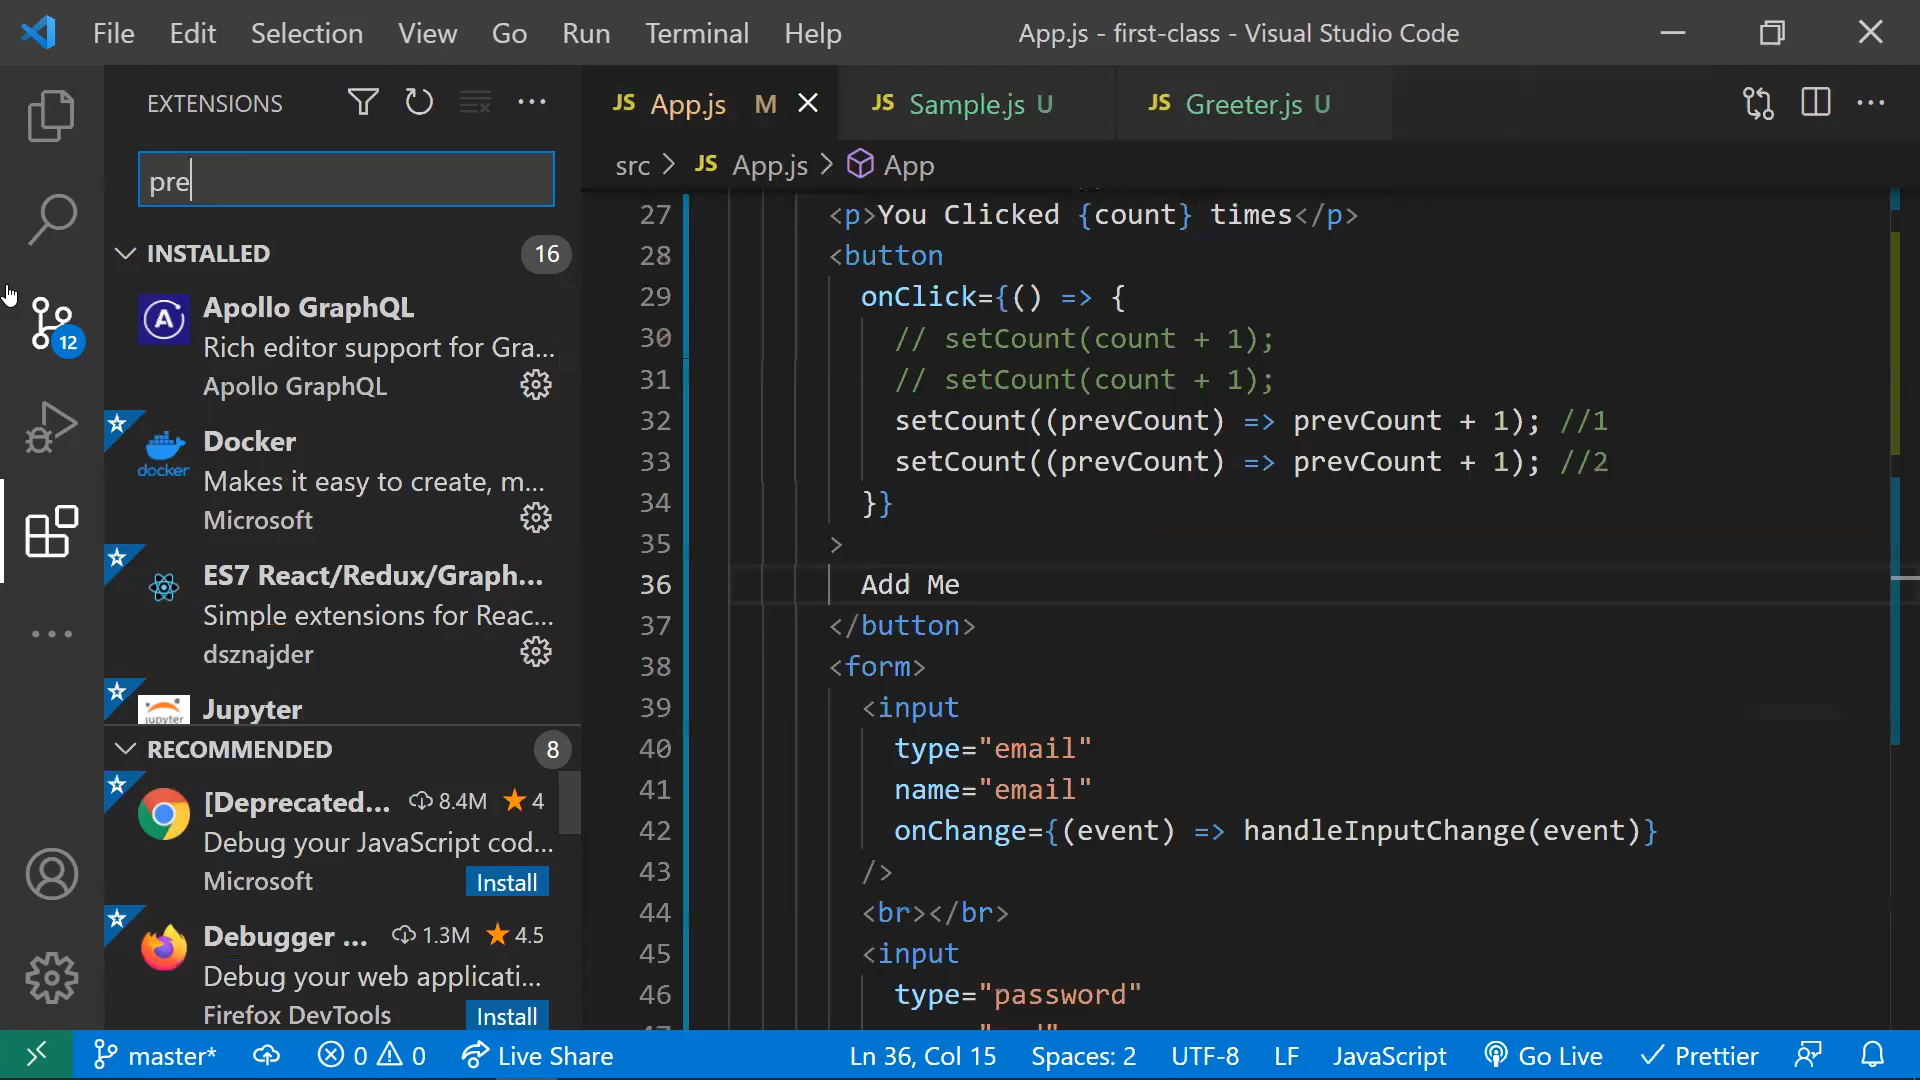 File Edit Selection View Go Run Terminal Help
App.js - first-class - Visual Studio Code
EXTENSIONS
pre
INSTALLED 16
Apollo GraphQL
Rich editor support for Gra...
Apollo GraphQL
docker
Docker
Makes it easy to create, m...
Microsoft
ES7 React/Redux/Graph...
Simple extensions for Reac...
dsznajder
jupyter
Jupyter
RECOMMENDED 8
[Deprecated... 8.4M ★ 4
Debug your JavaScript cod...
Microsoft Install
Debugger ... 1.3M ★ 4.5
Debug your web applicati...
Firefox DevTools Install
12
JS App.js M
JS Sample.js U
JS Greeter.js U
src > JS App.js > App
27 <p>You Clicked {count} times</p>
28 <button
29 onClick={() => {
30 // setCount(count + 1);
31 // setCount(count + 1);
32 setCount((prevCount) => prevCount + 1); //1
33 setCount((prevCount) => prevCount + 1); //2
34 }}
35 >
36 Add Me
37 </button>
38 <form>
39 <input
40 type="email"
41 name="email"
42 onChange={(event) => handleInputChange(event)}
43 />
44 <br></br>
45 <input
46 type="password"
master* 0 0 Live Share Ln 36, Col 15 Spaces: 2 UTF-8 LF JavaScript Go Live Prettier